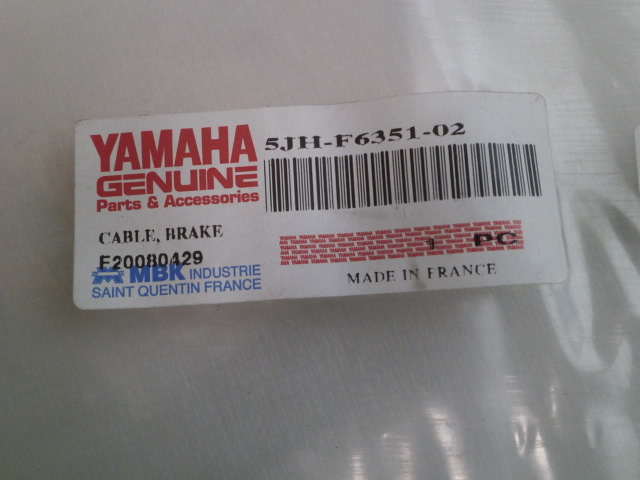 YAMAHA
GENUINE
Parts & Accessories
5JH-F6351-02
CABLE, BRAKE
E20080429
MBK INDUSTRIE
SAINT QUENTIN FRANCE
1 PC
MADE IN FRANCE